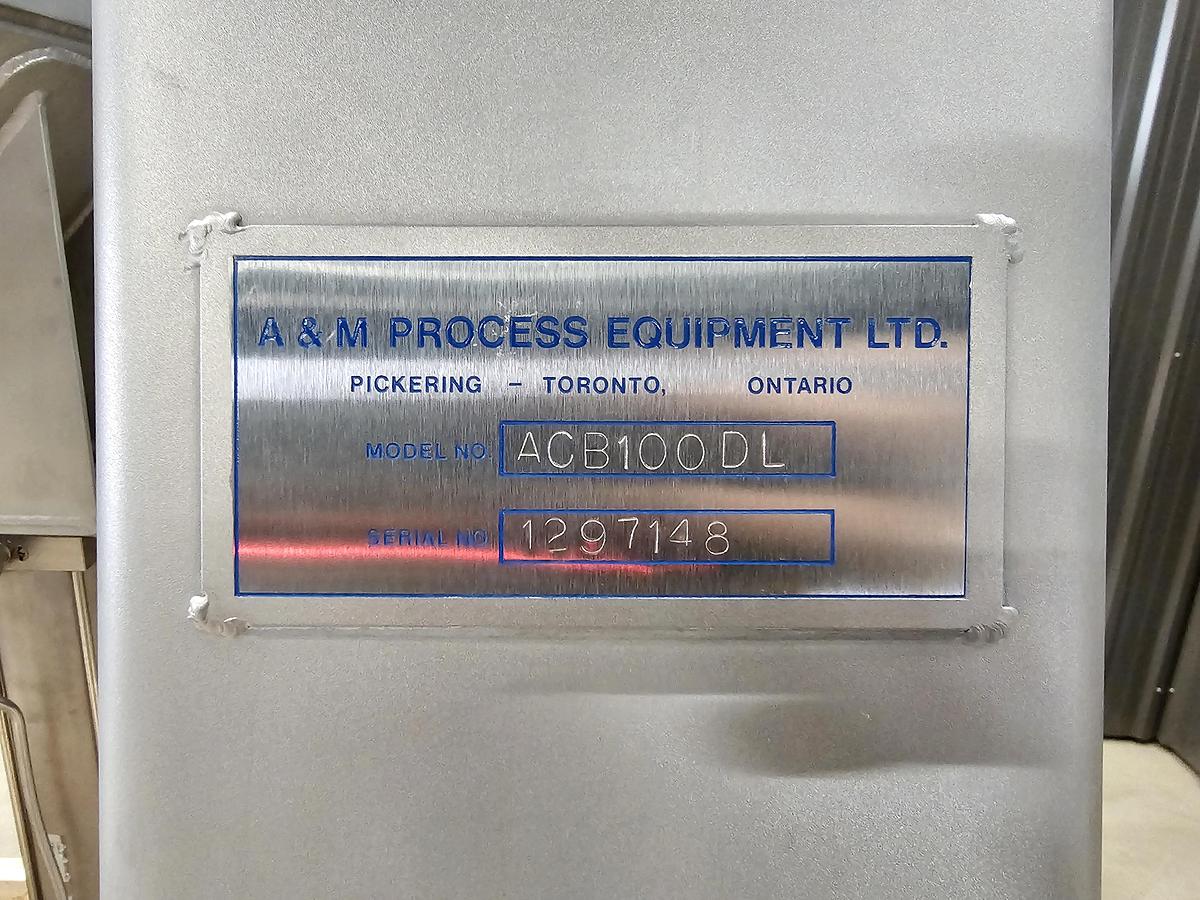 A & M PROCESS EQUIPMENT LTD.
PICKERING – TORONTO, ONTARIO
MODEL NO. ACB100DL
SERIAL NO. 1297148